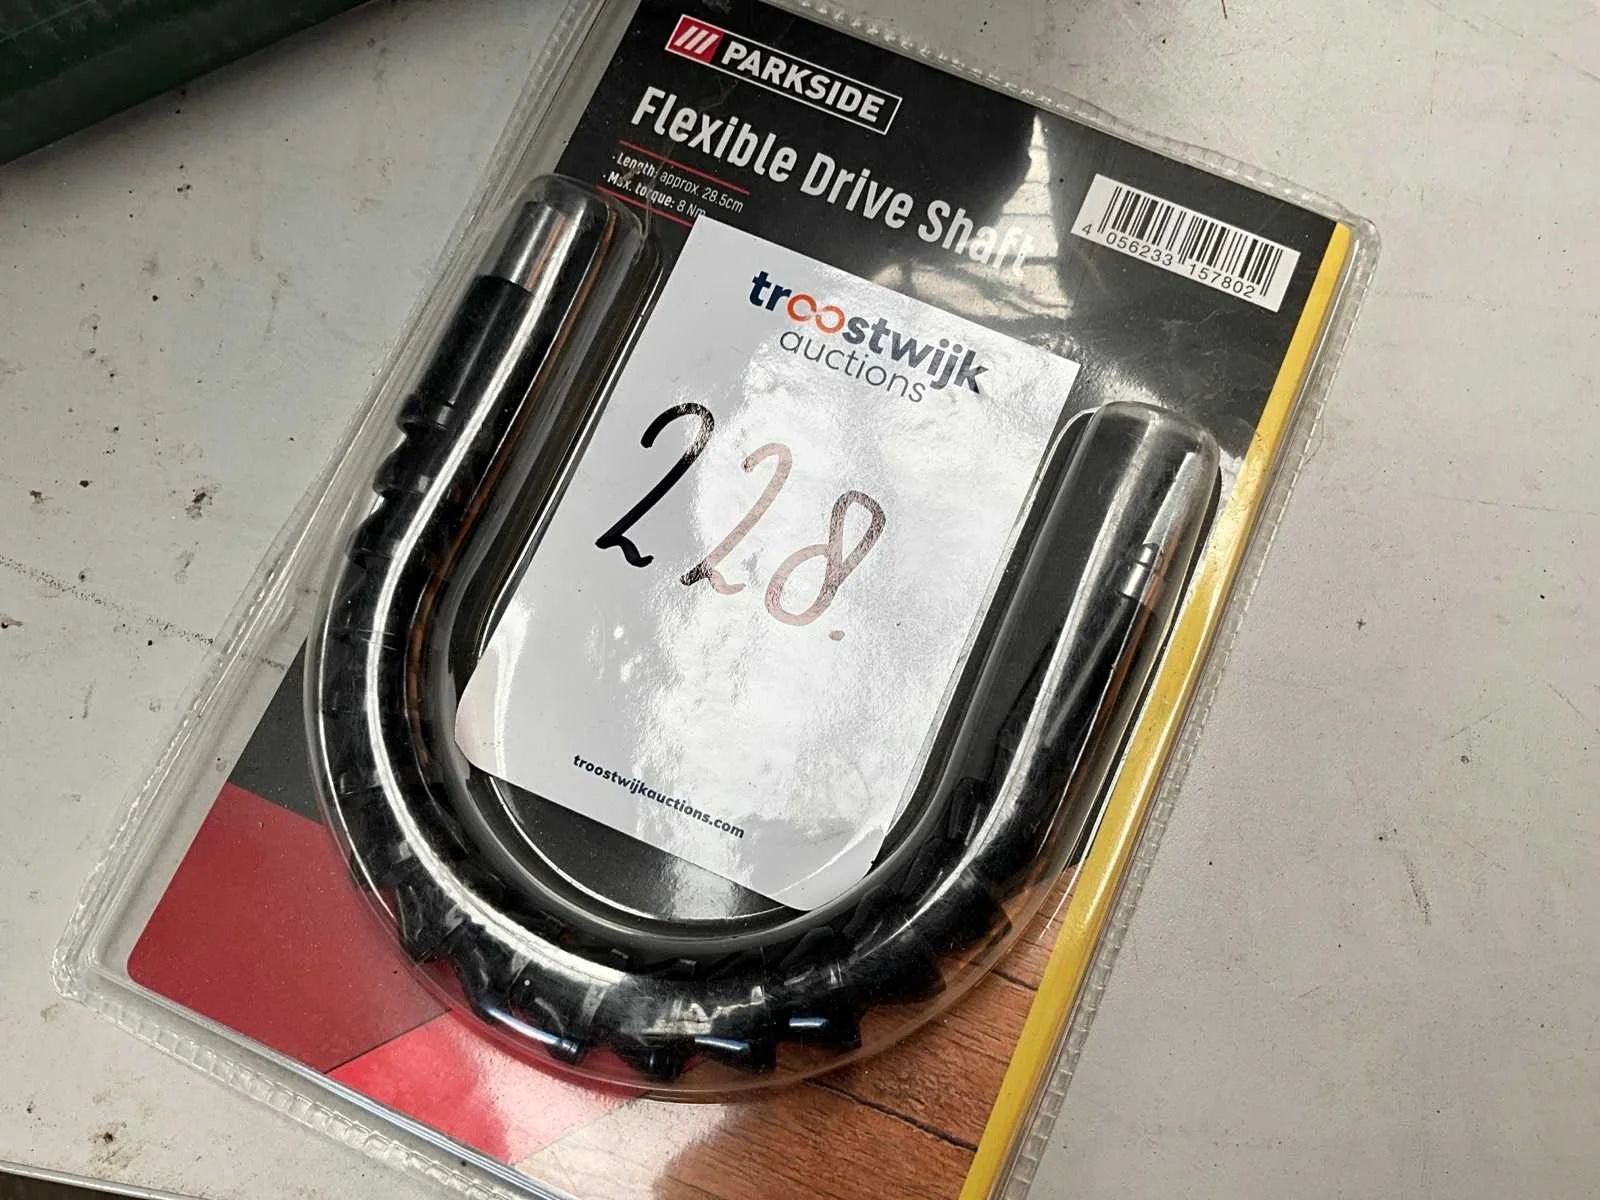 PARKSIDE
Flexible Drive Shaft
· Length: approx. 28.5cm
· Max. torque: 8 Nm
4 056233 157802
troostwijk
auctions
228.
troostwijkauctions.com